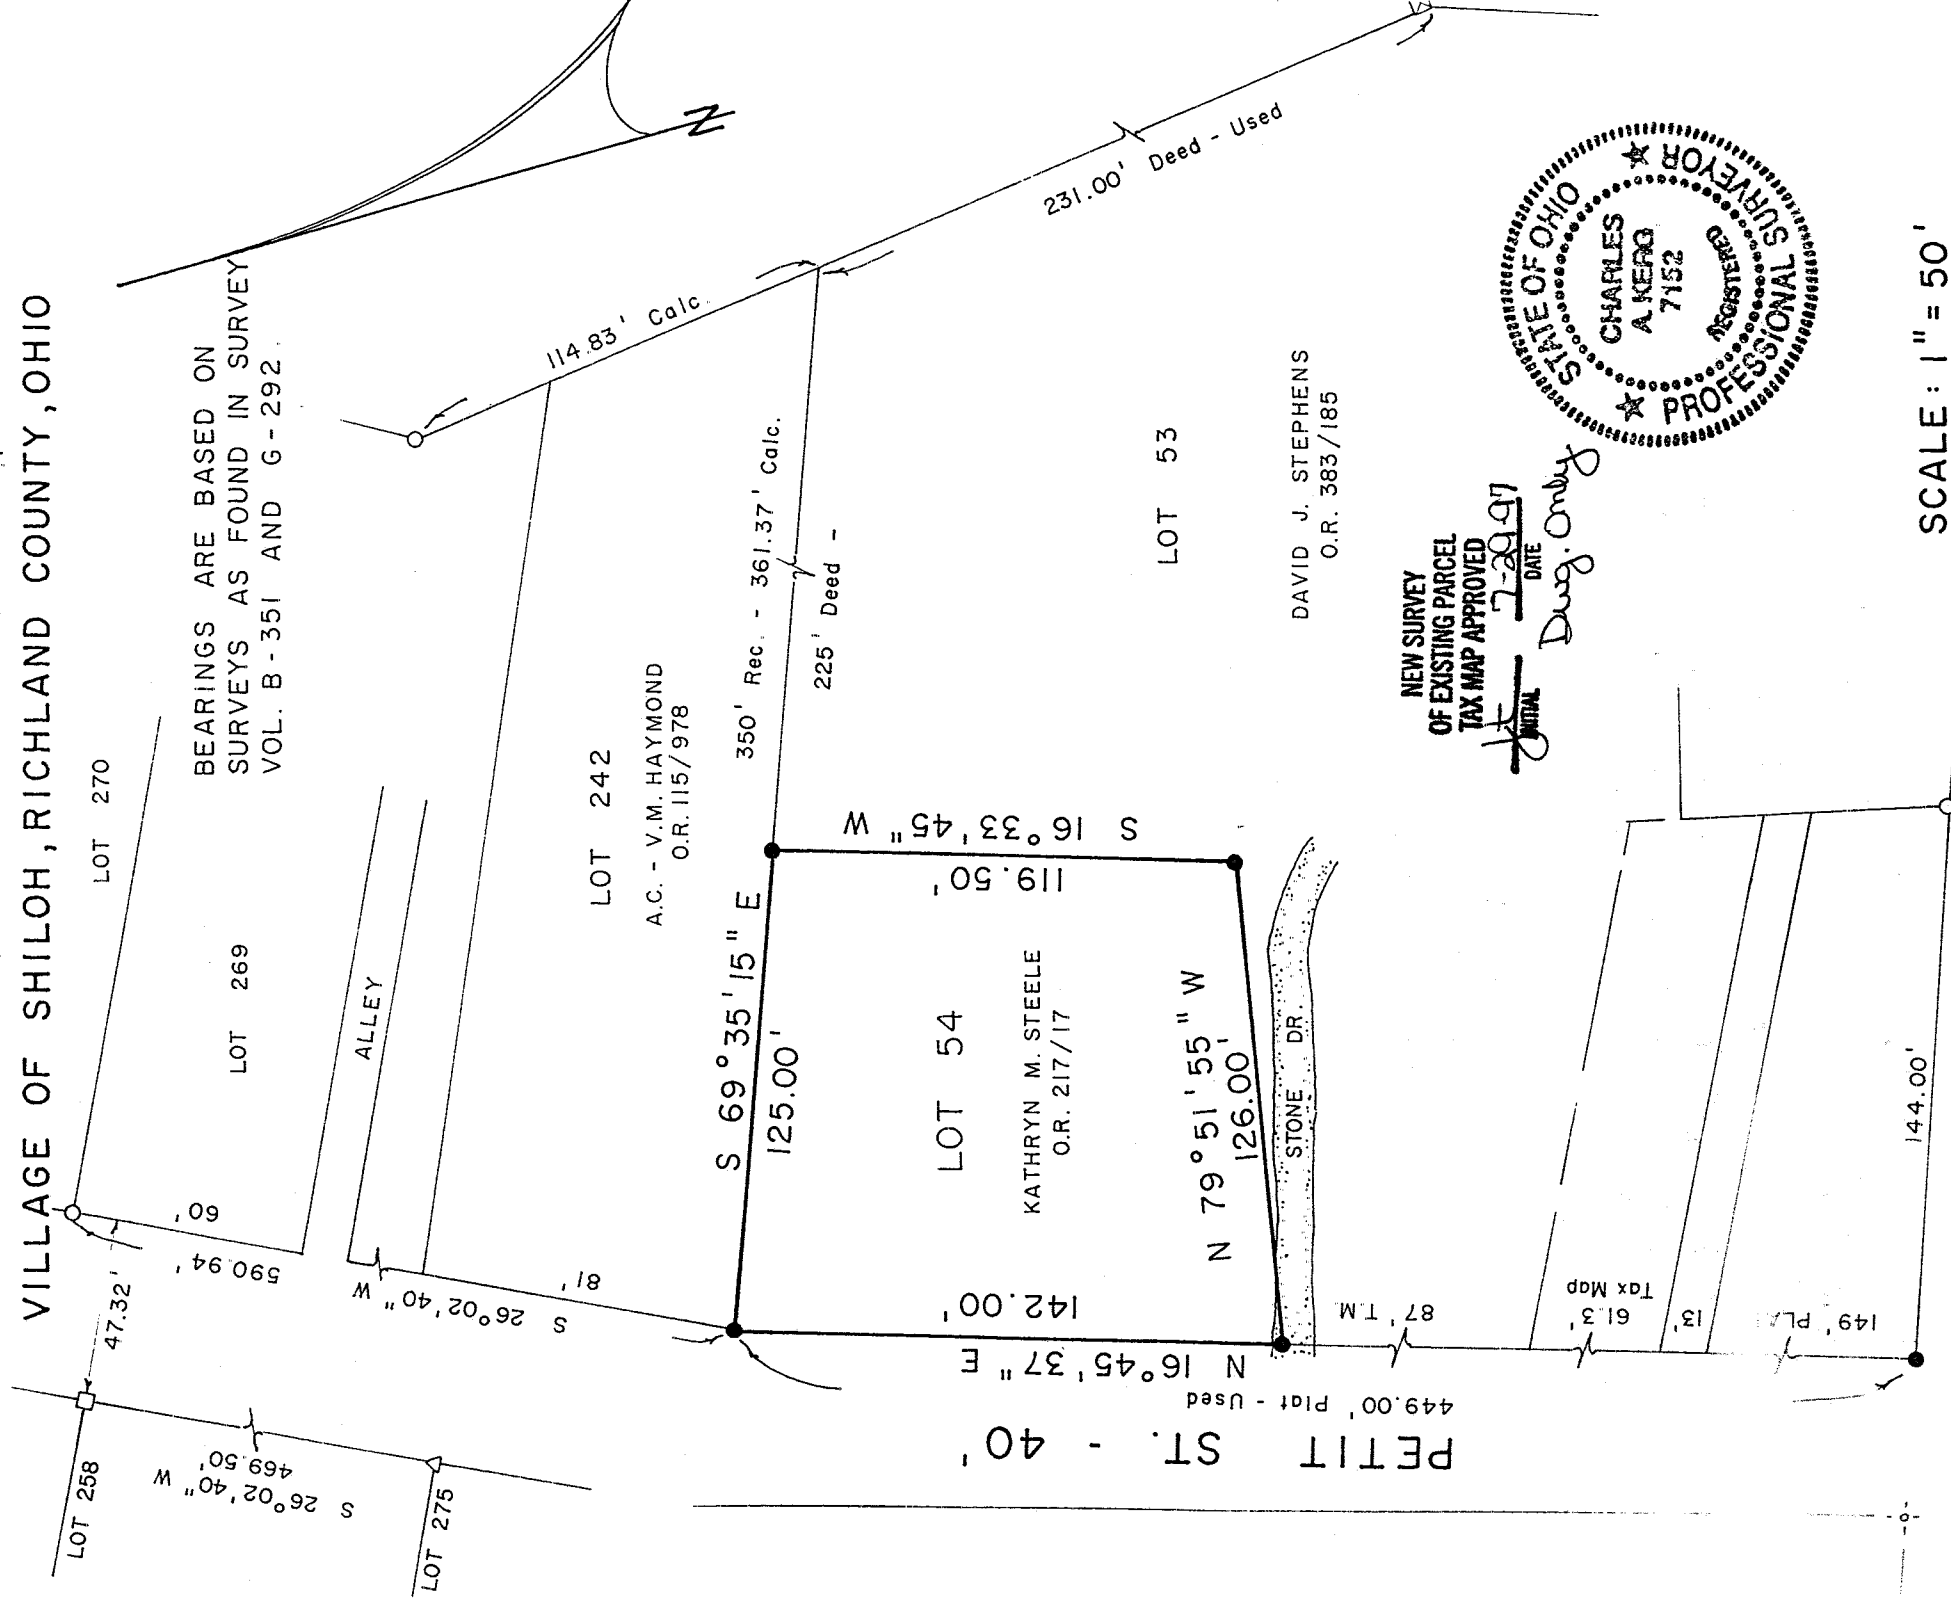 VILLAGE OF SHILOH, RICHLAND COUNTY, OHIO
BEARINGS ARE BASED ON
SURVEYS AS FOUND IN SURVEY
VOL. B-351 AND G-292.
N
LOT 270
LOT 269
60'
590.94'
47.32'
ALLEY
LOT 258
S 26°02'40" W
469.50'
LOT 275
S 26°02'40" W
81'
LOT 242
A.C. - V.M. HAYMOND
O.R. 115/978
114.83' Calc.
231.00' Deed - Used
350' Rec. - 361.37' Calc.
225' Deed -
S 69°35'15" E
125.00'
S 16°33'45" W
119.50'
LOT 54
KATHRYN M. STEELE
O.R. 217/17
N 79°51'55" W
126.00'
142.00'
N 16°45'37" E
449.00' Plat - Used
PETIT ST. - 40'
STONE DR.
87' T.M.
61.3'
Tax Map
13'
149'
144.00'
LOT 53
DAVID J. STEPHENS
O.R. 383/185
NEW SURVEY
OF EXISTING PARCEL
TAX MAP APPROVED
7-29-97
INITIAL DATE
Dwg. Only
STATE OF OHIO
CHARLES
A. KERG
7152
REGISTERED
PROFESSIONAL SURVEYOR
SCALE: 1" = 50'